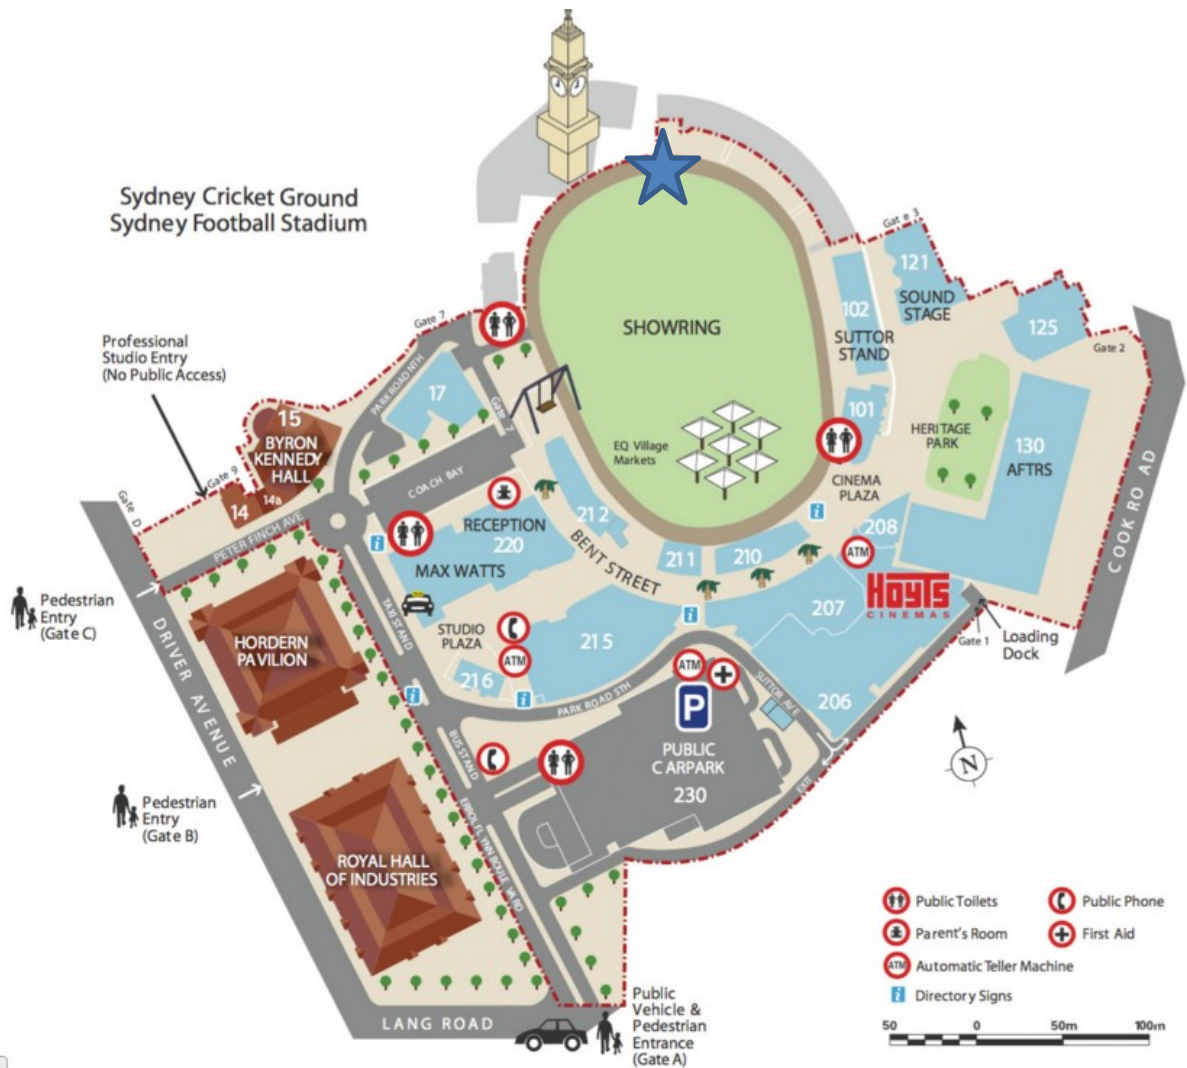 Sydney Cricket Ground
Sydney Football Stadium
Gate 3
121
SOUND
STAGE
102
SUTTOR
STAND
125
Gate 2
SHOWRING
Gate 7
Professional
Studio Entry
(No Public Access)
PARK ROAD NTH
17
Gate 7
101
HERITAGE
PARK
130
AFTRS
COOK RO AD
15
BYRON
KENNEDY
HALL
EQ Village
Markets
Gate 9
14a
14
COACH BAY
CINEMA
PLAZA
Gate D
PETER FINCH AVE
RECEPTION
220
212
BENT STREET
208
211
210
ATM
MAX WATTS
HOYTS
CINEMAS
207
Pedestrian
Entry
(Gate C)
TAXI STAND
STUDIO
PLAZA
215
Gate 1
Loading
Dock
HORDERN
PAVILION
DRIVER AVENUE
ATM
216
ATM
PARK ROAD STH
SUTTOR AVE
206
P
PUBLIC
C ARPARK
230
BUS STAND
EXIT
N
Pedestrian
Entry
(Gate B)
ERROL FLYNN BOULE VARD
ROYAL HALL
OF INDUSTRIES
Public Toilets
Public Phone
Parent's Room
First Aid
ATM
Automatic Teller Machine
i
Directory Signs
Public
Vehicle &
Pedestrian
Entrance
(Gate A)
LANG ROAD
50
0
50m
100m